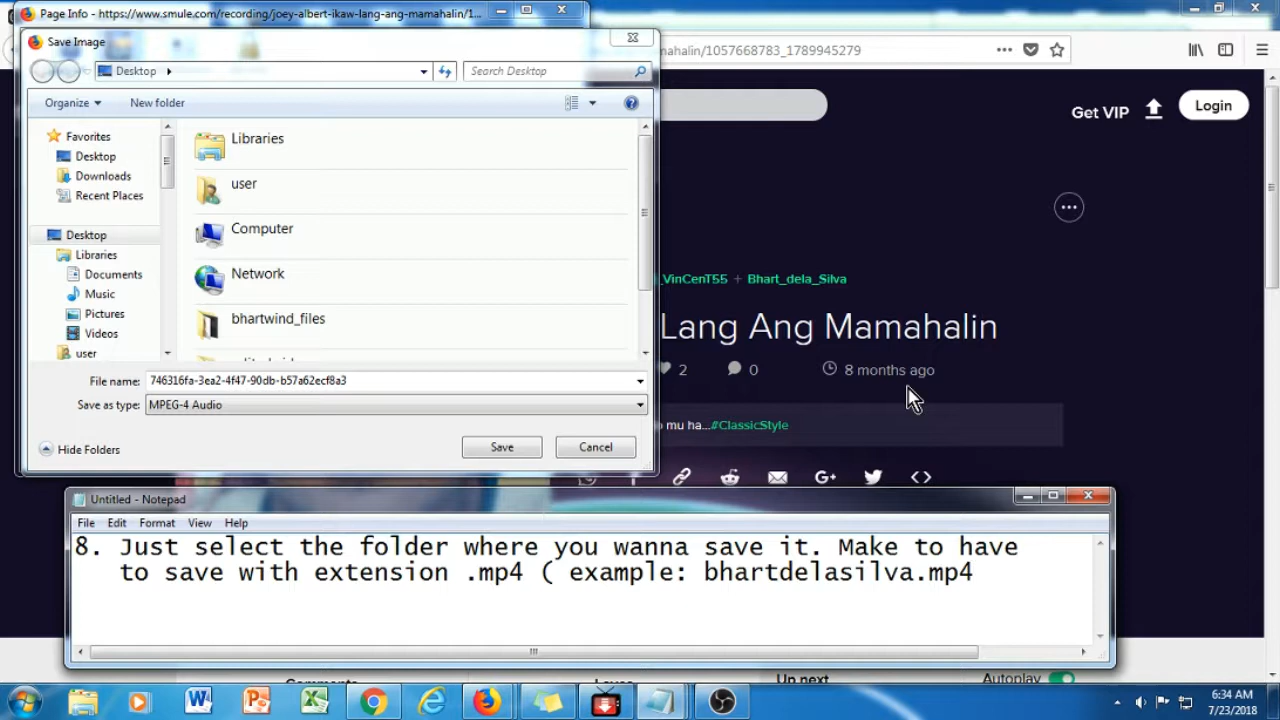 Page Info - https://www.smule.com/recording/joey-albert-ikaw-lang-ang-mamahalin/1...
Save Image
Desktop
Search Desktop
mahalin/1057668783_1789945279
Organize
New folder
Get VIP
Login
Favorites
Desktop
Downloads
Recent Places
Desktop
Libraries
Documents
Music
Pictures
Videos
user
Libraries
user
Computer
Network
bhartwind_files
_VinCenT55 + Bhart_dela_Silva
Lang Ang Mamahalin
2
0
8 months ago
File name: 746316fa-3ea2-4f47-90db-b57a62ecf8a3
Save as type: MPEG-4 Audio
o mu ha...#ClassicStyle
Hide Folders
Save
Cancel
Untitled - Notepad
File Edit Format View Help
8. Just select the folder where you wanna save it. Make to have
to save with extension .mp4 ( example: bhartdelasilva.mp4
Comments
Loves
Up next
Autoplay
6:34 AM
7/23/2018